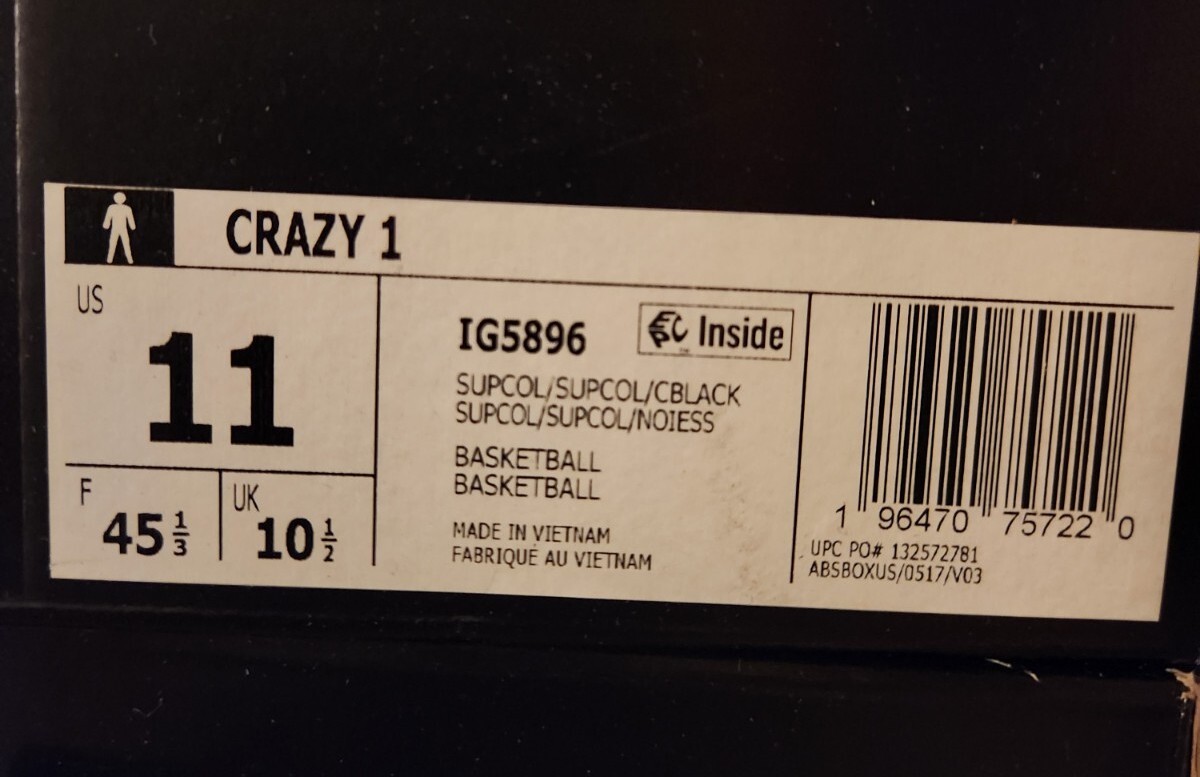 CRAZY 1
US
11
F 45 1/3
UK 10 1/2
IG5896
Inside
SUPCOL/SUPCOL/CBLACK
SUPCOL/SUPCOL/NOIESS
BASKETBALL
BASKETBALL
MADE IN VIETNAM
FABRIQUÉ AU VIETNAM
1 96470 75722 0
UPC PO# 132572781
ABSBOXUS/0517/V03